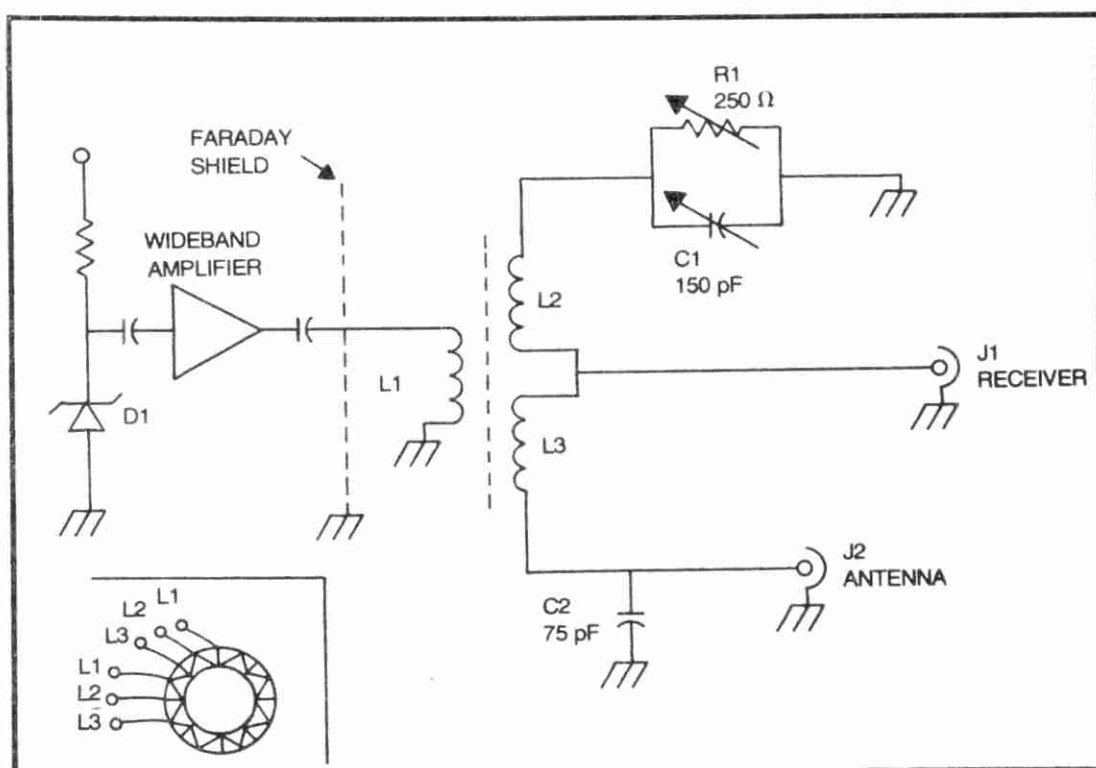 R1
250 Ω
FARADAY
SHIELD
WIDEBAND
AMPLIFIER
C1
150 pF
L2
J1
RECEIVER
L1
D1
L3
J2
ANTENNA
C2
75 pF
L1
L2
L3
L1
L2
L3